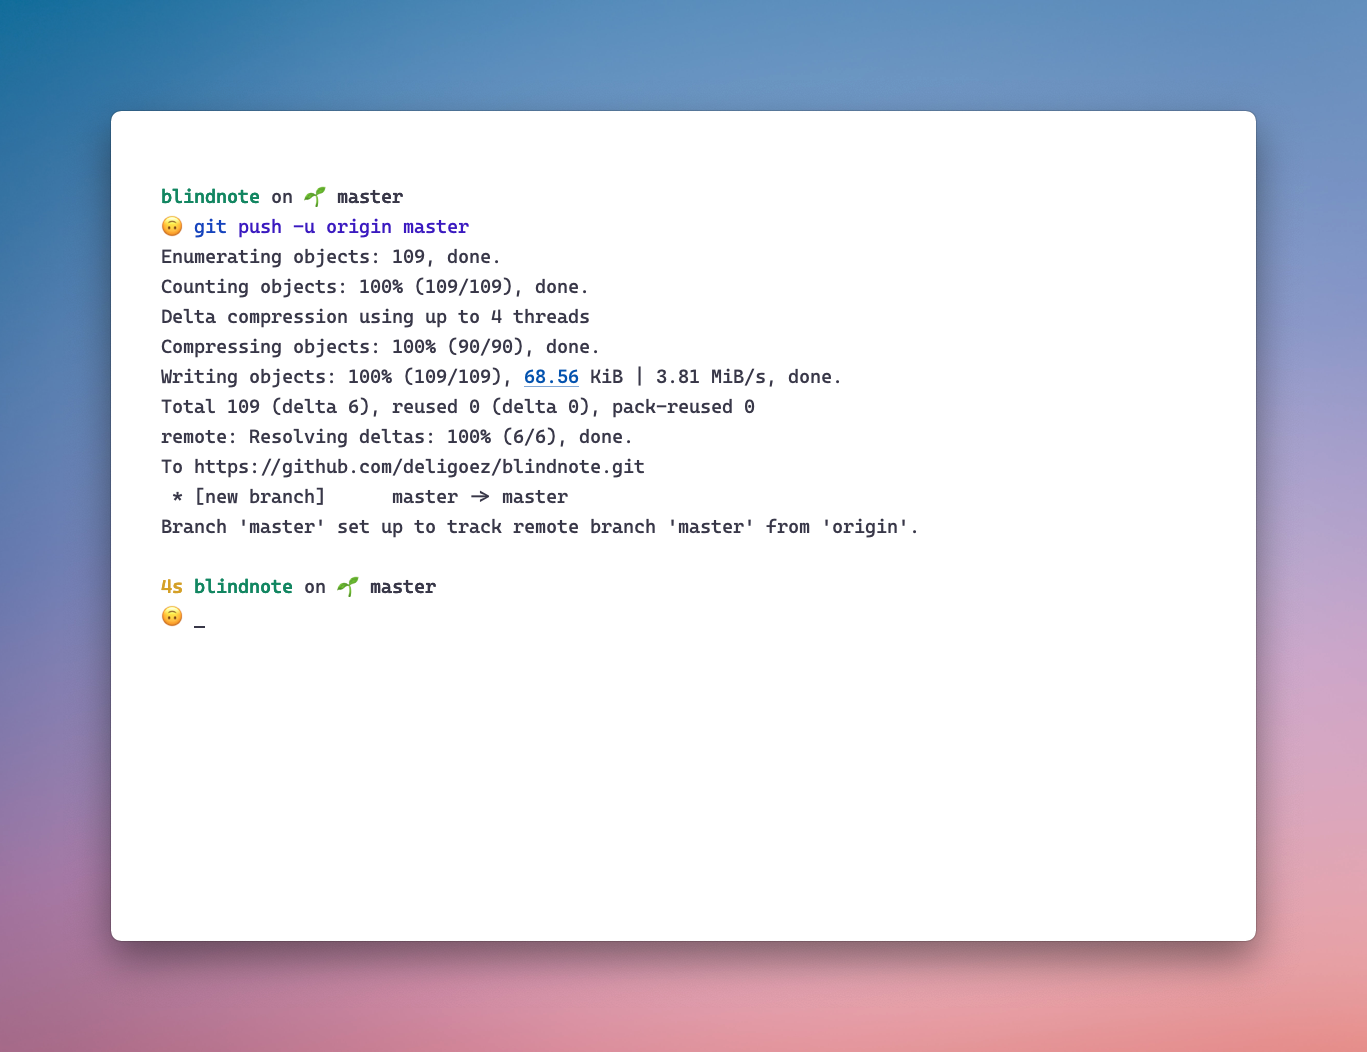 blindnote on 🌱 master
🙃 git push -u origin master
Enumerating objects: 109, done.
Counting objects: 100% (109/109), done.
Delta compression using up to 4 threads
Compressing objects: 100% (90/90), done.
Writing objects: 100% (109/109), 68.56 KiB | 3.81 MiB/s, done.
Total 109 (delta 6), reused 0 (delta 0), pack-reused 0
remote: Resolving deltas: 100% (6/6), done.
To https://github.com/deligoez/blindnote.git
 * [new branch]      master -> master
Branch 'master' set up to track remote branch 'master' from 'origin'.
4s blindnote on 🌱 master
🙃 _